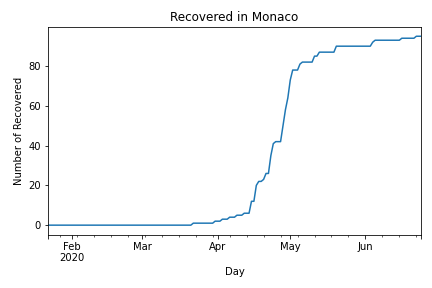 Recovered in Monaco
Number of Recovered
80
60
40
20
0
Feb
2020
Mar
Apr
May
Jun
Day